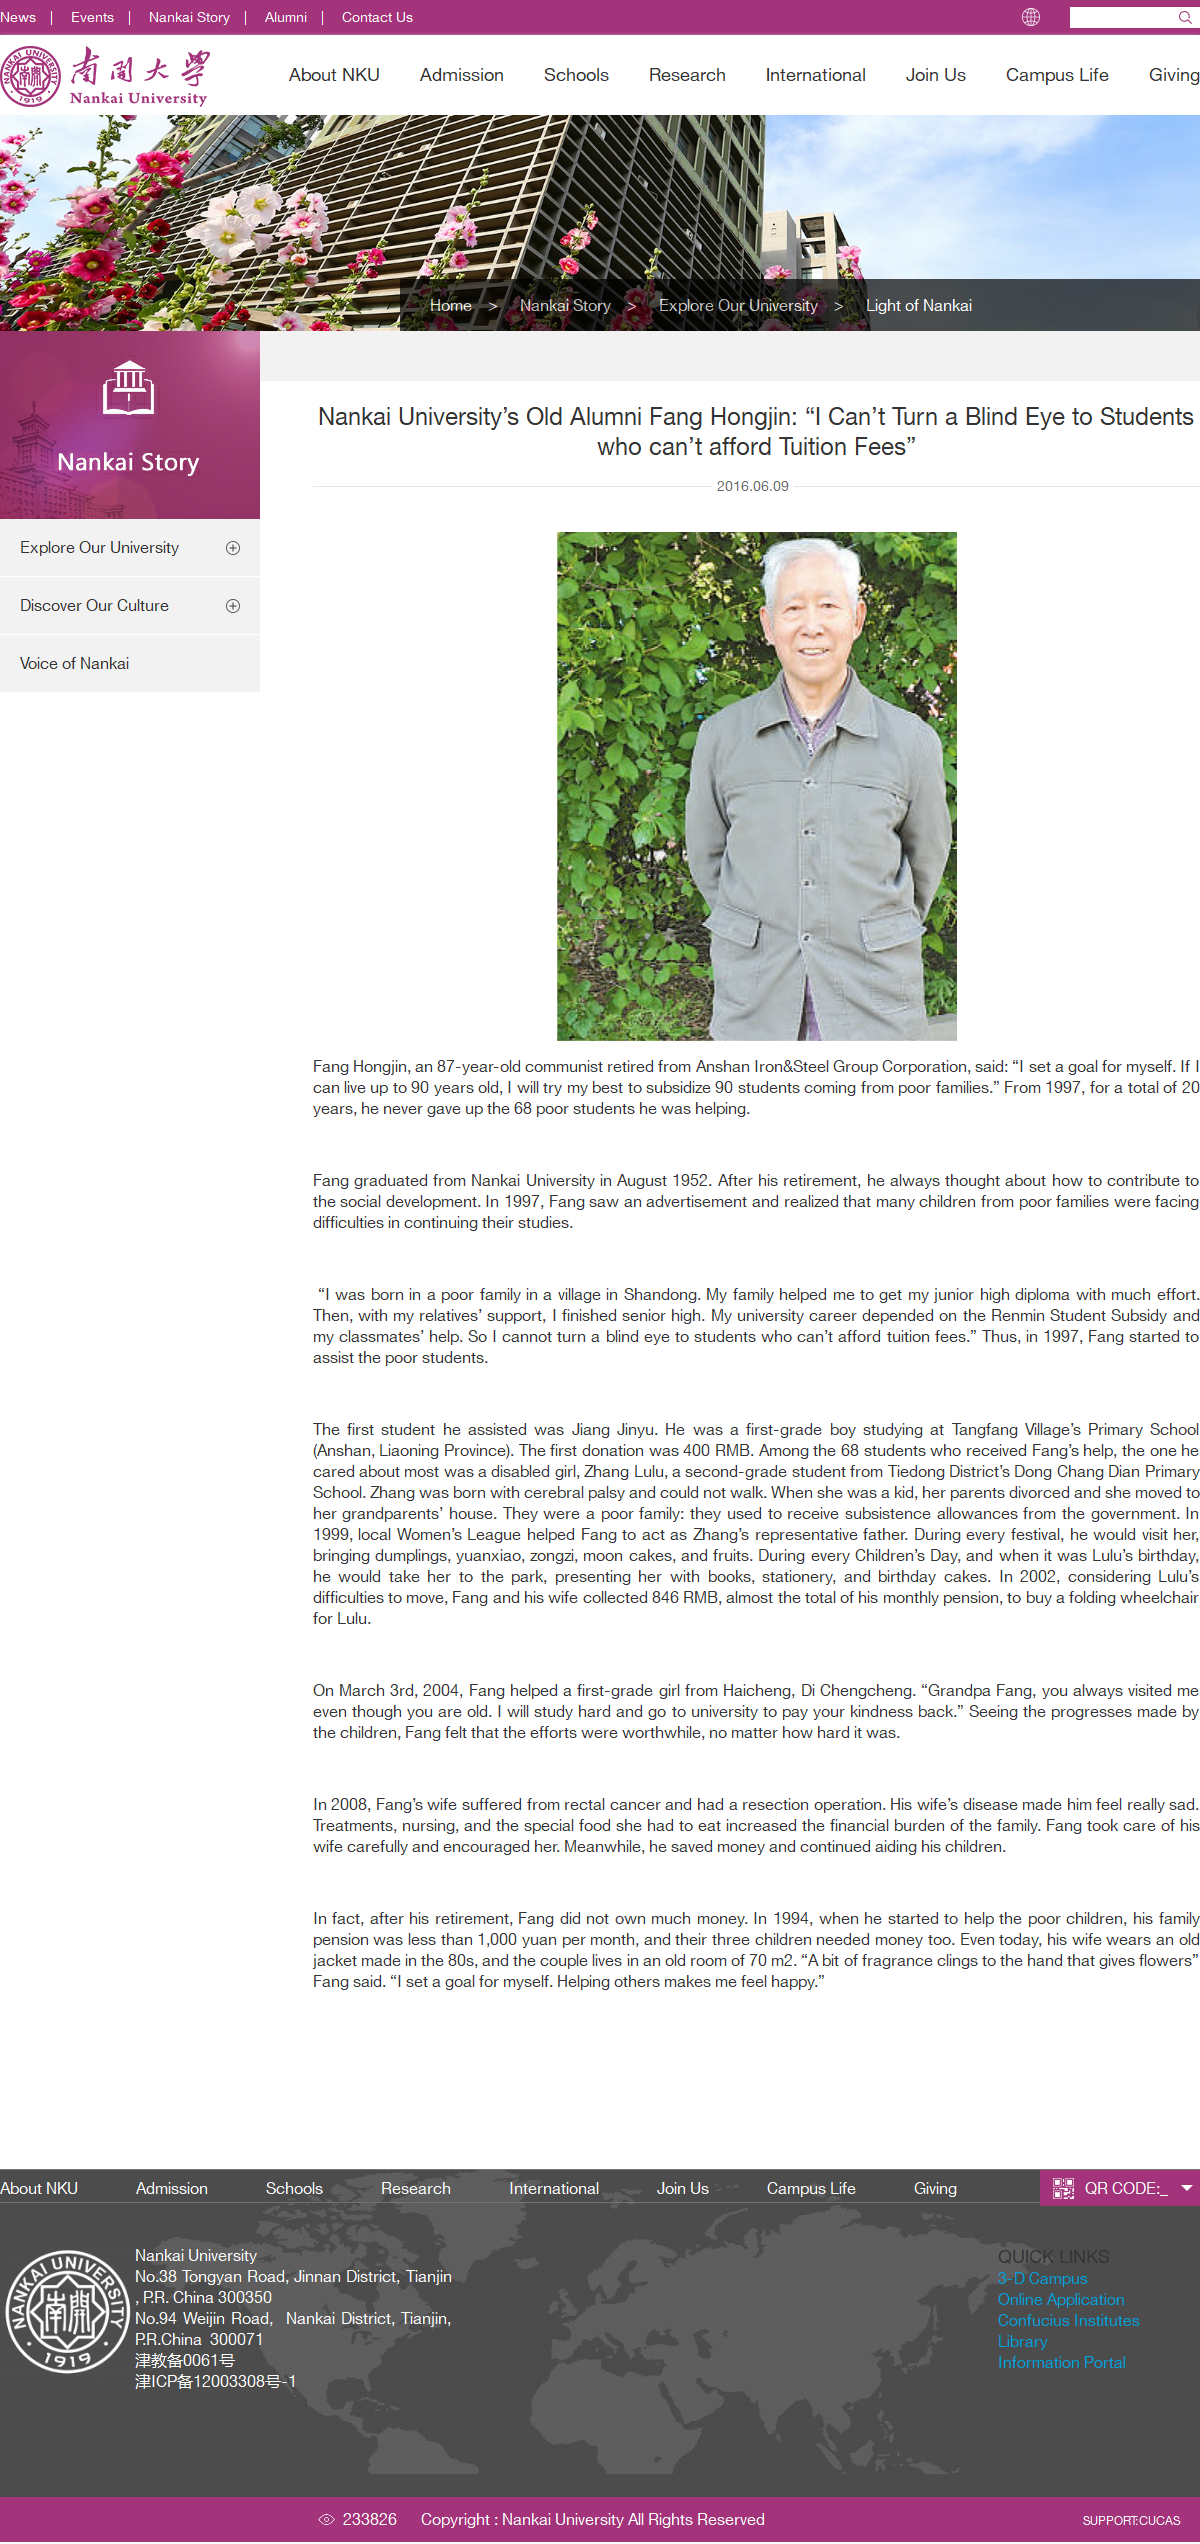 News | Events | Nankai Story | Alumni | Contact Us
NANKAI UNIVERSITY
1919
南開大學
Nankai University
About NKU Admission Schools Research International Join Us Campus Life Giving
Home > Nankai Story > Explore Our University > Light of Nankai
Nankai Story
Explore Our University
Discover Our Culture
Voice of Nankai
Nankai University’s Old Alumni Fang Hongjin: “I Can’t Turn a Blind Eye to Students
who can’t afford Tuition Fees”
2016.06.09
Fang Hongjin, an 87-year-old communist retired from Anshan Iron&Steel Group Corporation, said: “I set a goal for myself. If I
can live up to 90 years old, I will try my best to subsidize 90 students coming from poor families.” From 1997, for a total of 20
years, he never gave up the 68 poor students he was helping.
Fang graduated from Nankai University in August 1952. After his retirement, he always thought about how to contribute to
the social development. In 1997, Fang saw an advertisement and realized that many children from poor families were facing
difficulties in continuing their studies.
“I was born in a poor family in a village in Shandong. My family helped me to get my junior high diploma with much effort.
Then, with my relatives’ support, I finished senior high. My university career depended on the Renmin Student Subsidy and
my classmates’ help. So I cannot turn a blind eye to students who can’t afford tuition fees.” Thus, in 1997, Fang started to
assist the poor students.
The first student he assisted was Jiang Jinyu. He was a first-grade boy studying at Tangfang Village’s Primary School
(Anshan, Liaoning Province). The first donation was 400 RMB. Among the 68 students who received Fang’s help, the one he
cared about most was a disabled girl, Zhang Lulu, a second-grade student from Tiedong District’s Dong Chang Dian Primary
School. Zhang was born with cerebral palsy and could not walk. When she was a kid, her parents divorced and she moved to
her grandparents’ house. They were a poor family: they used to receive subsistence allowances from the government. In
1999, local Women’s League helped Fang to act as Zhang’s representative father. During every festival, he would visit her,
bringing dumplings, yuanxiao, zongzi, moon cakes, and fruits. During every Children’s Day, and when it was Lulu’s birthday,
he would take her to the park, presenting her with books, stationery, and birthday cakes. In 2002, considering Lulu’s
difficulties to move, Fang and his wife collected 846 RMB, almost the total of his monthly pension, to buy a folding wheelchair
for Lulu.
On March 3rd, 2004, Fang helped a first-grade girl from Haicheng, Di Chengcheng. “Grandpa Fang, you always visited me
even though you are old. I will study hard and go to university to pay your kindness back.” Seeing the progresses made by
the children, Fang felt that the efforts were worthwhile, no matter how hard it was.
In 2008, Fang’s wife suffered from rectal cancer and had a resection operation. His wife’s disease made him feel really sad.
Treatments, nursing, and the special food she had to eat increased the financial burden of the family. Fang took care of his
wife carefully and encouraged her. Meanwhile, he saved money and continued aiding his children.
In fact, after his retirement, Fang did not own much money. In 1994, when he started to help the poor children, his family
pension was less than 1,000 yuan per month, and their three children needed money too. Even today, his wife wears an old
jacket made in the 80s, and the couple lives in an old room of 70 m2. “A bit of fragrance clings to the hand that gives flowers”
Fang said. “I set a goal for myself. Helping others makes me feel happy.”
About NKU Admission Schools Research International Join Us Campus Life Giving QR CODE:_
NANKAI UNIVERSITY
南開
1919
Nankai University
No.38 Tongyan Road, Jinnan District, Tianjin
, P.R. China 300350
No.94 Weijin Road, Nankai District, Tianjin,
P.R.China 300071
津教备0061号
津ICP备12003308号-1
QUICK LINKS
3-D Campus
Online Application
Confucius Institutes
Library
Information Portal
233826 Copyright : Nankai University All Rights Reserved SUPPORT:CUCAS